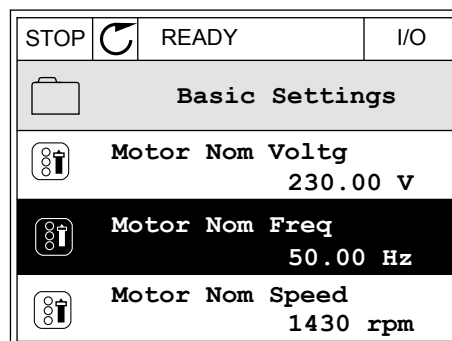 STOP READY I/O
Basic Settings
Motor Nom Voltg
230.00 V
Motor Nom Freq
50.00 Hz
Motor Nom Speed
1430 rpm